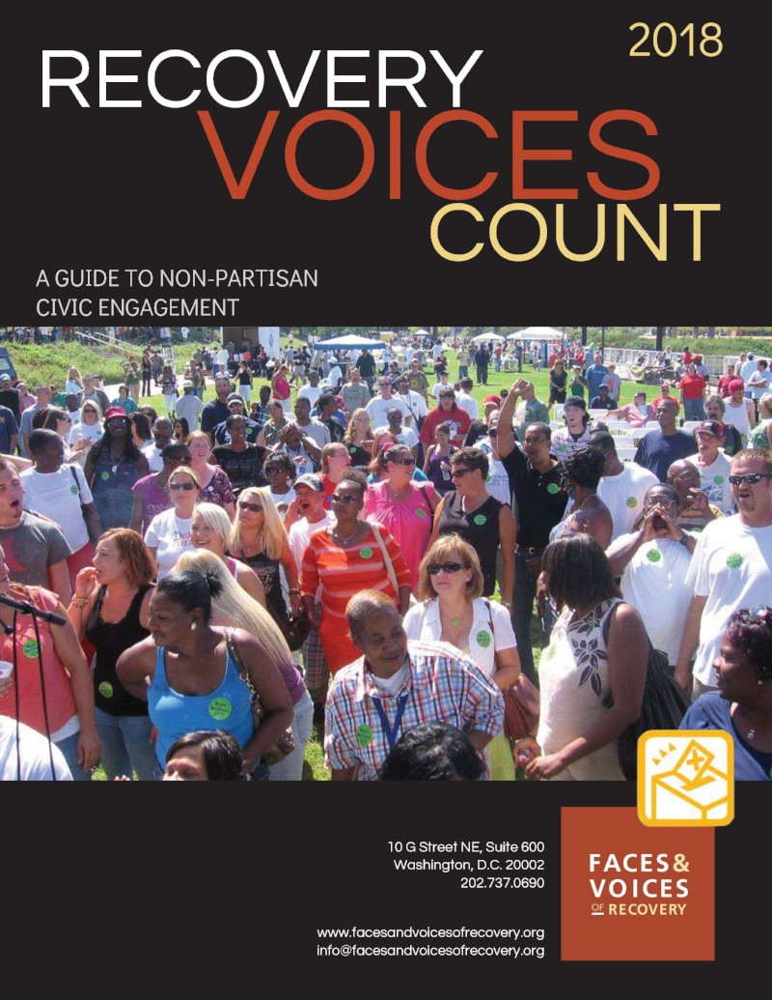 2018
RECOVERY
VOICES
COUNT
A GUIDE TO NON-PARTISAN
CIVIC ENGAGEMENT
10 G Street NE, Suite 600
Washington, D.C. 20002
202.737.0690
www.facesandvoicesofrecovery.org
info@facesandvoicesofrecovery.org
FACES&
VOICES
OF RECOVERY